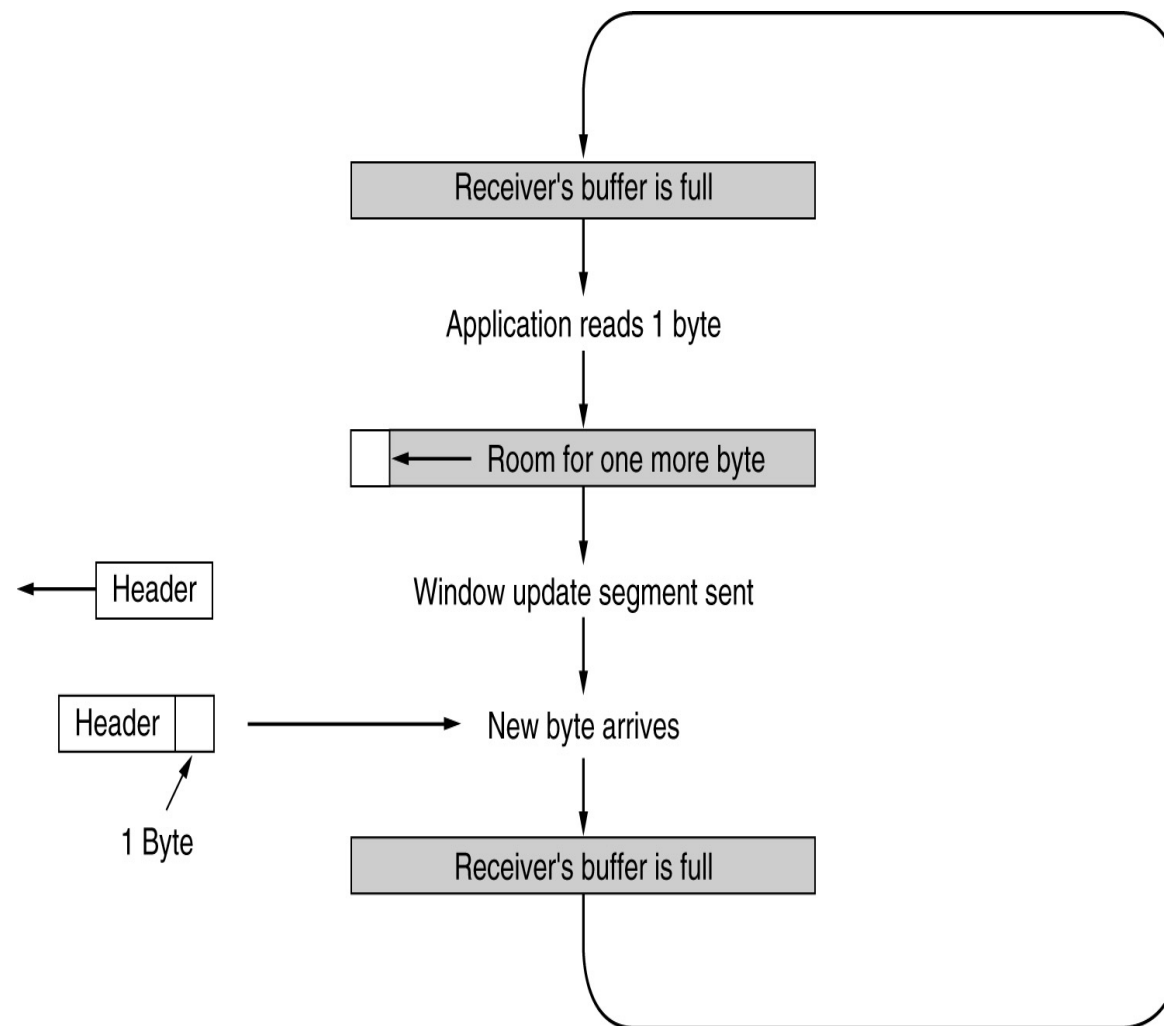 Receiver's buffer is full
Application reads 1 byte
Room for one more byte
Header
Window update segment sent
Header
New byte arrives
1 Byte
Receiver's buffer is full